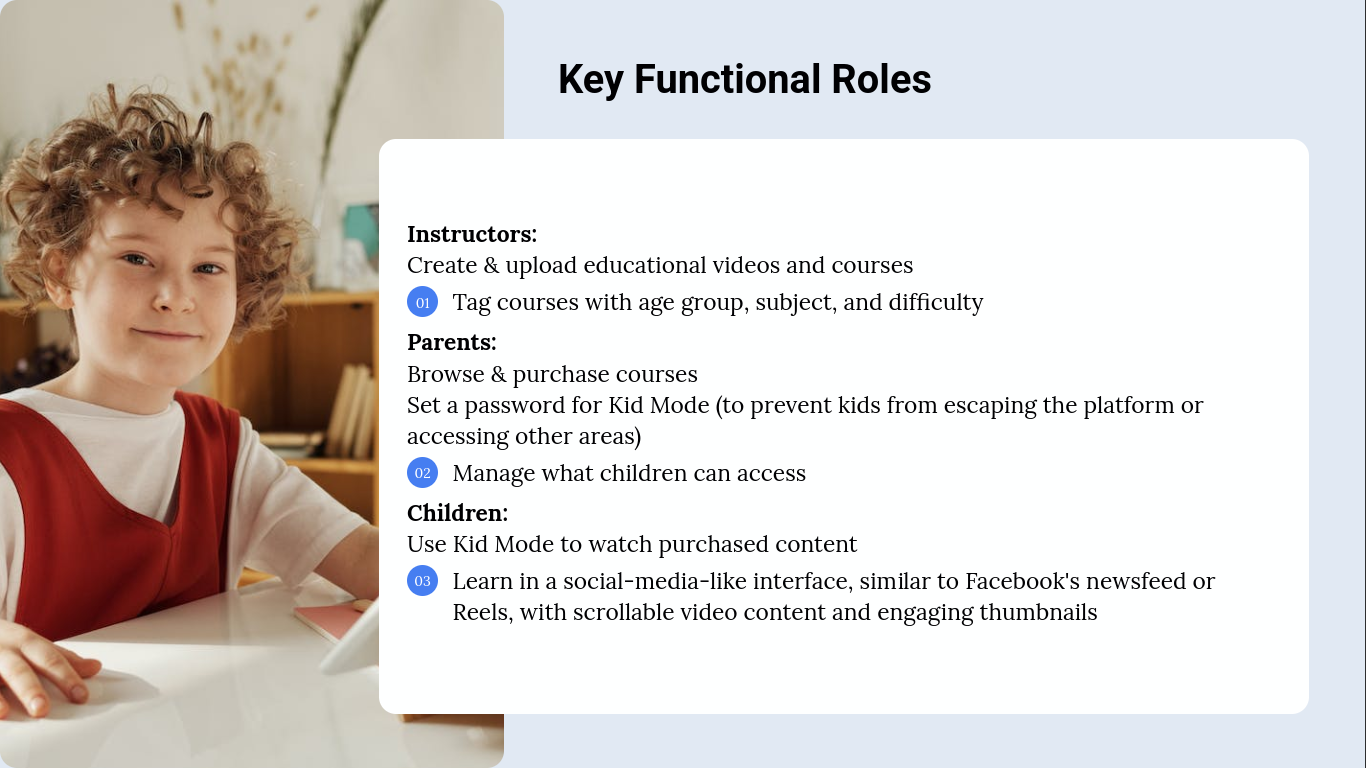 Key Functional Roles
Instructors:
Create & upload educational videos and courses
01 Tag courses with age group, subject, and difficulty
Parents:
Browse & purchase courses
Set a password for Kid Mode (to prevent kids from escaping the platform or
accessing other areas)
02 Manage what children can access
Children:
Use Kid Mode to watch purchased content
03 Learn in a social-media-like interface, similar to Facebook's newsfeed or
Reels, with scrollable video content and engaging thumbnails